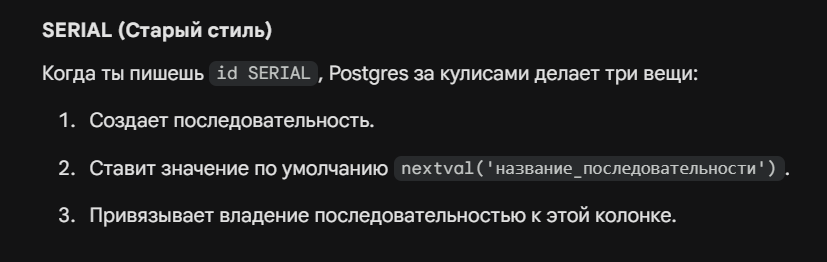 SERIAL (Старый стиль)
Когда ты пишешь id SERIAL, Postgres за кулисами делает три вещи:
1. Создает последовательность.
2. Ставит значение по умолчанию nextval('название_последовательности').
3. Привязывает владение последовательностью к этой колонке.